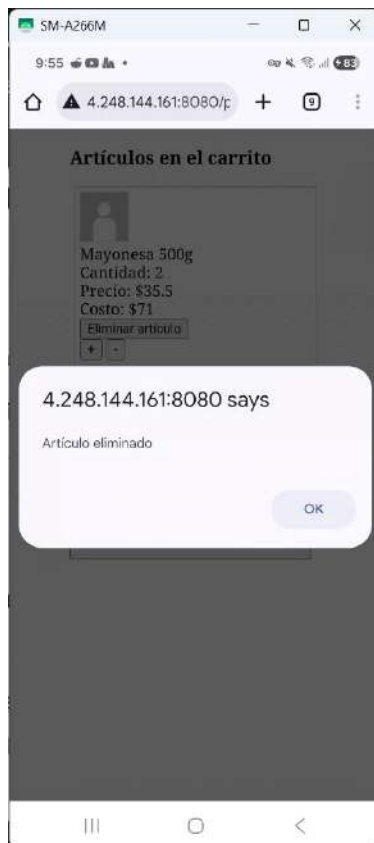 SM-A266M
9:55
83
4.248.144.161:8080/p
9
Artículos en el carrito
Mayonesa 500g
Cantidad: 2
Precio: $35.5
Costo: $71
Eliminar artículo
+ -
4.248.144.161:8080 says
Artículo eliminado
OK